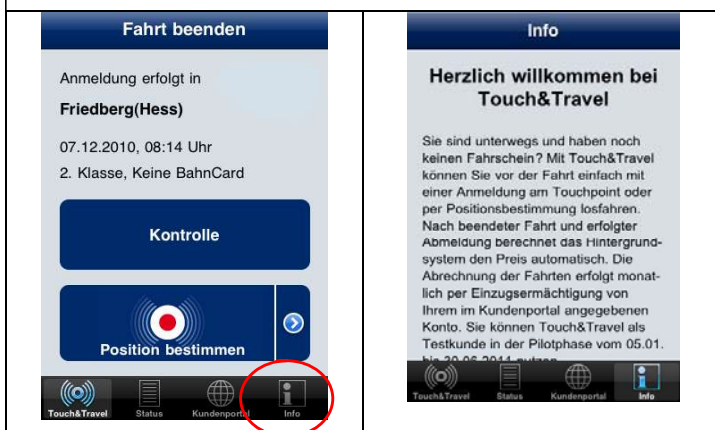 Fahrt beenden
Anmeldung erfolgt in
Friedberg(Hess)
07.12.2010, 08:14 Uhr
2. Klasse, Keine BahnCard
Kontrolle
Position bestimmen
Touch&Travel
Status
Kundenportal
Info
Info
Herzlich willkommen bei
Touch&Travel
Sie sind unterwegs und haben noch
keinen Fahrschein? Mit Touch&Travel
können Sie vor der Fahrt einfach mit
einer Anmeldung am Touchpoint oder
per Positionsbestimmung losfahren.
Nach beendeter Fahrt und erfolgter
Abmeldung berechnet das Hintergrund-
system den Preis automatisch. Die
Abrechnung der Fahrten erfolgt monat-
lich per Einzugsermächtigung von
Ihrem im Kundenportal angegebenen
Konto. Sie können Touch&Travel als
Testkunde in der Pilotphase vom 05.01.
bis 30.06.2011 nutzen.
Touch&Travel
Status
Kundenportal
Info